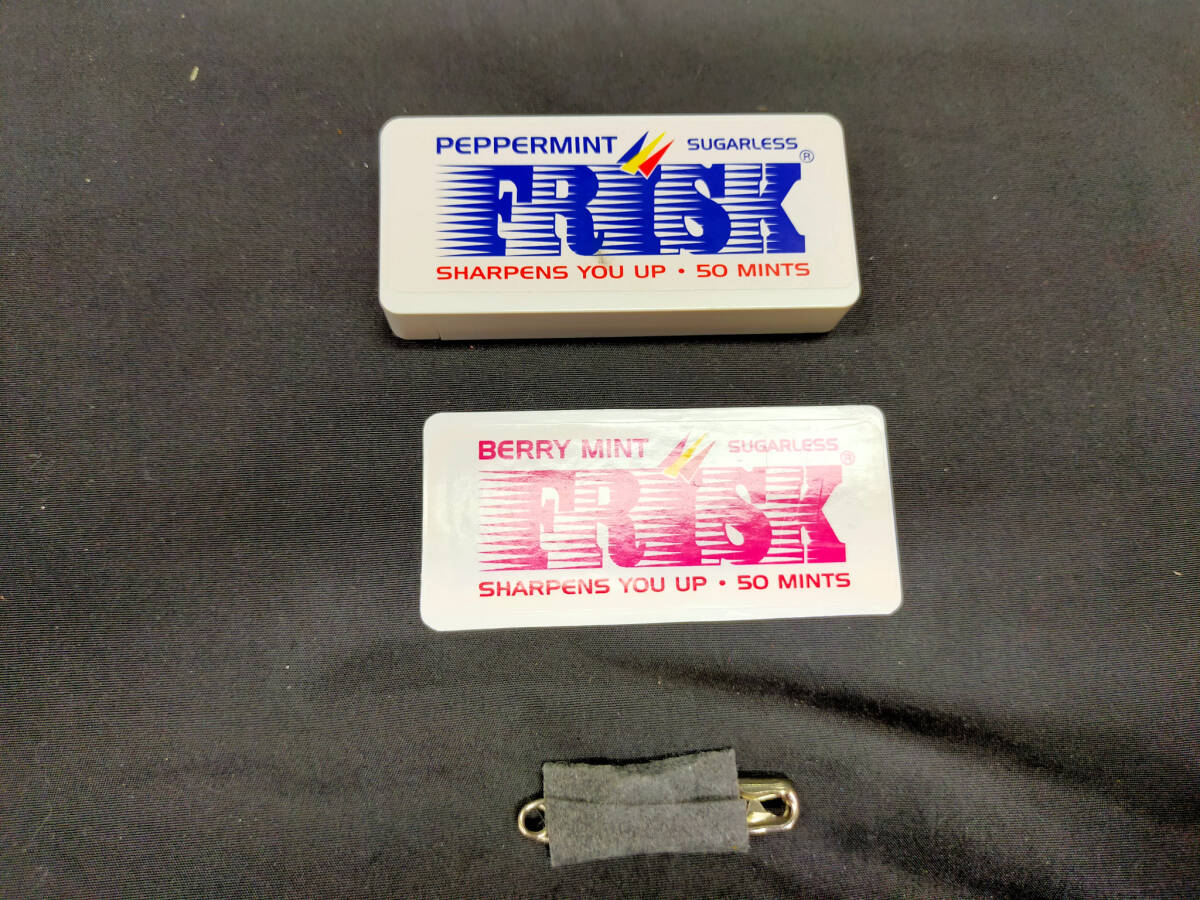 PEPPERMINT SUGARLESS
FRiSK®
SHARPENS YOU UP • 50 MINTS
BERRY MINT SUGARLESS
FRiSK®
SHARPENS YOU UP • 50 MINTS